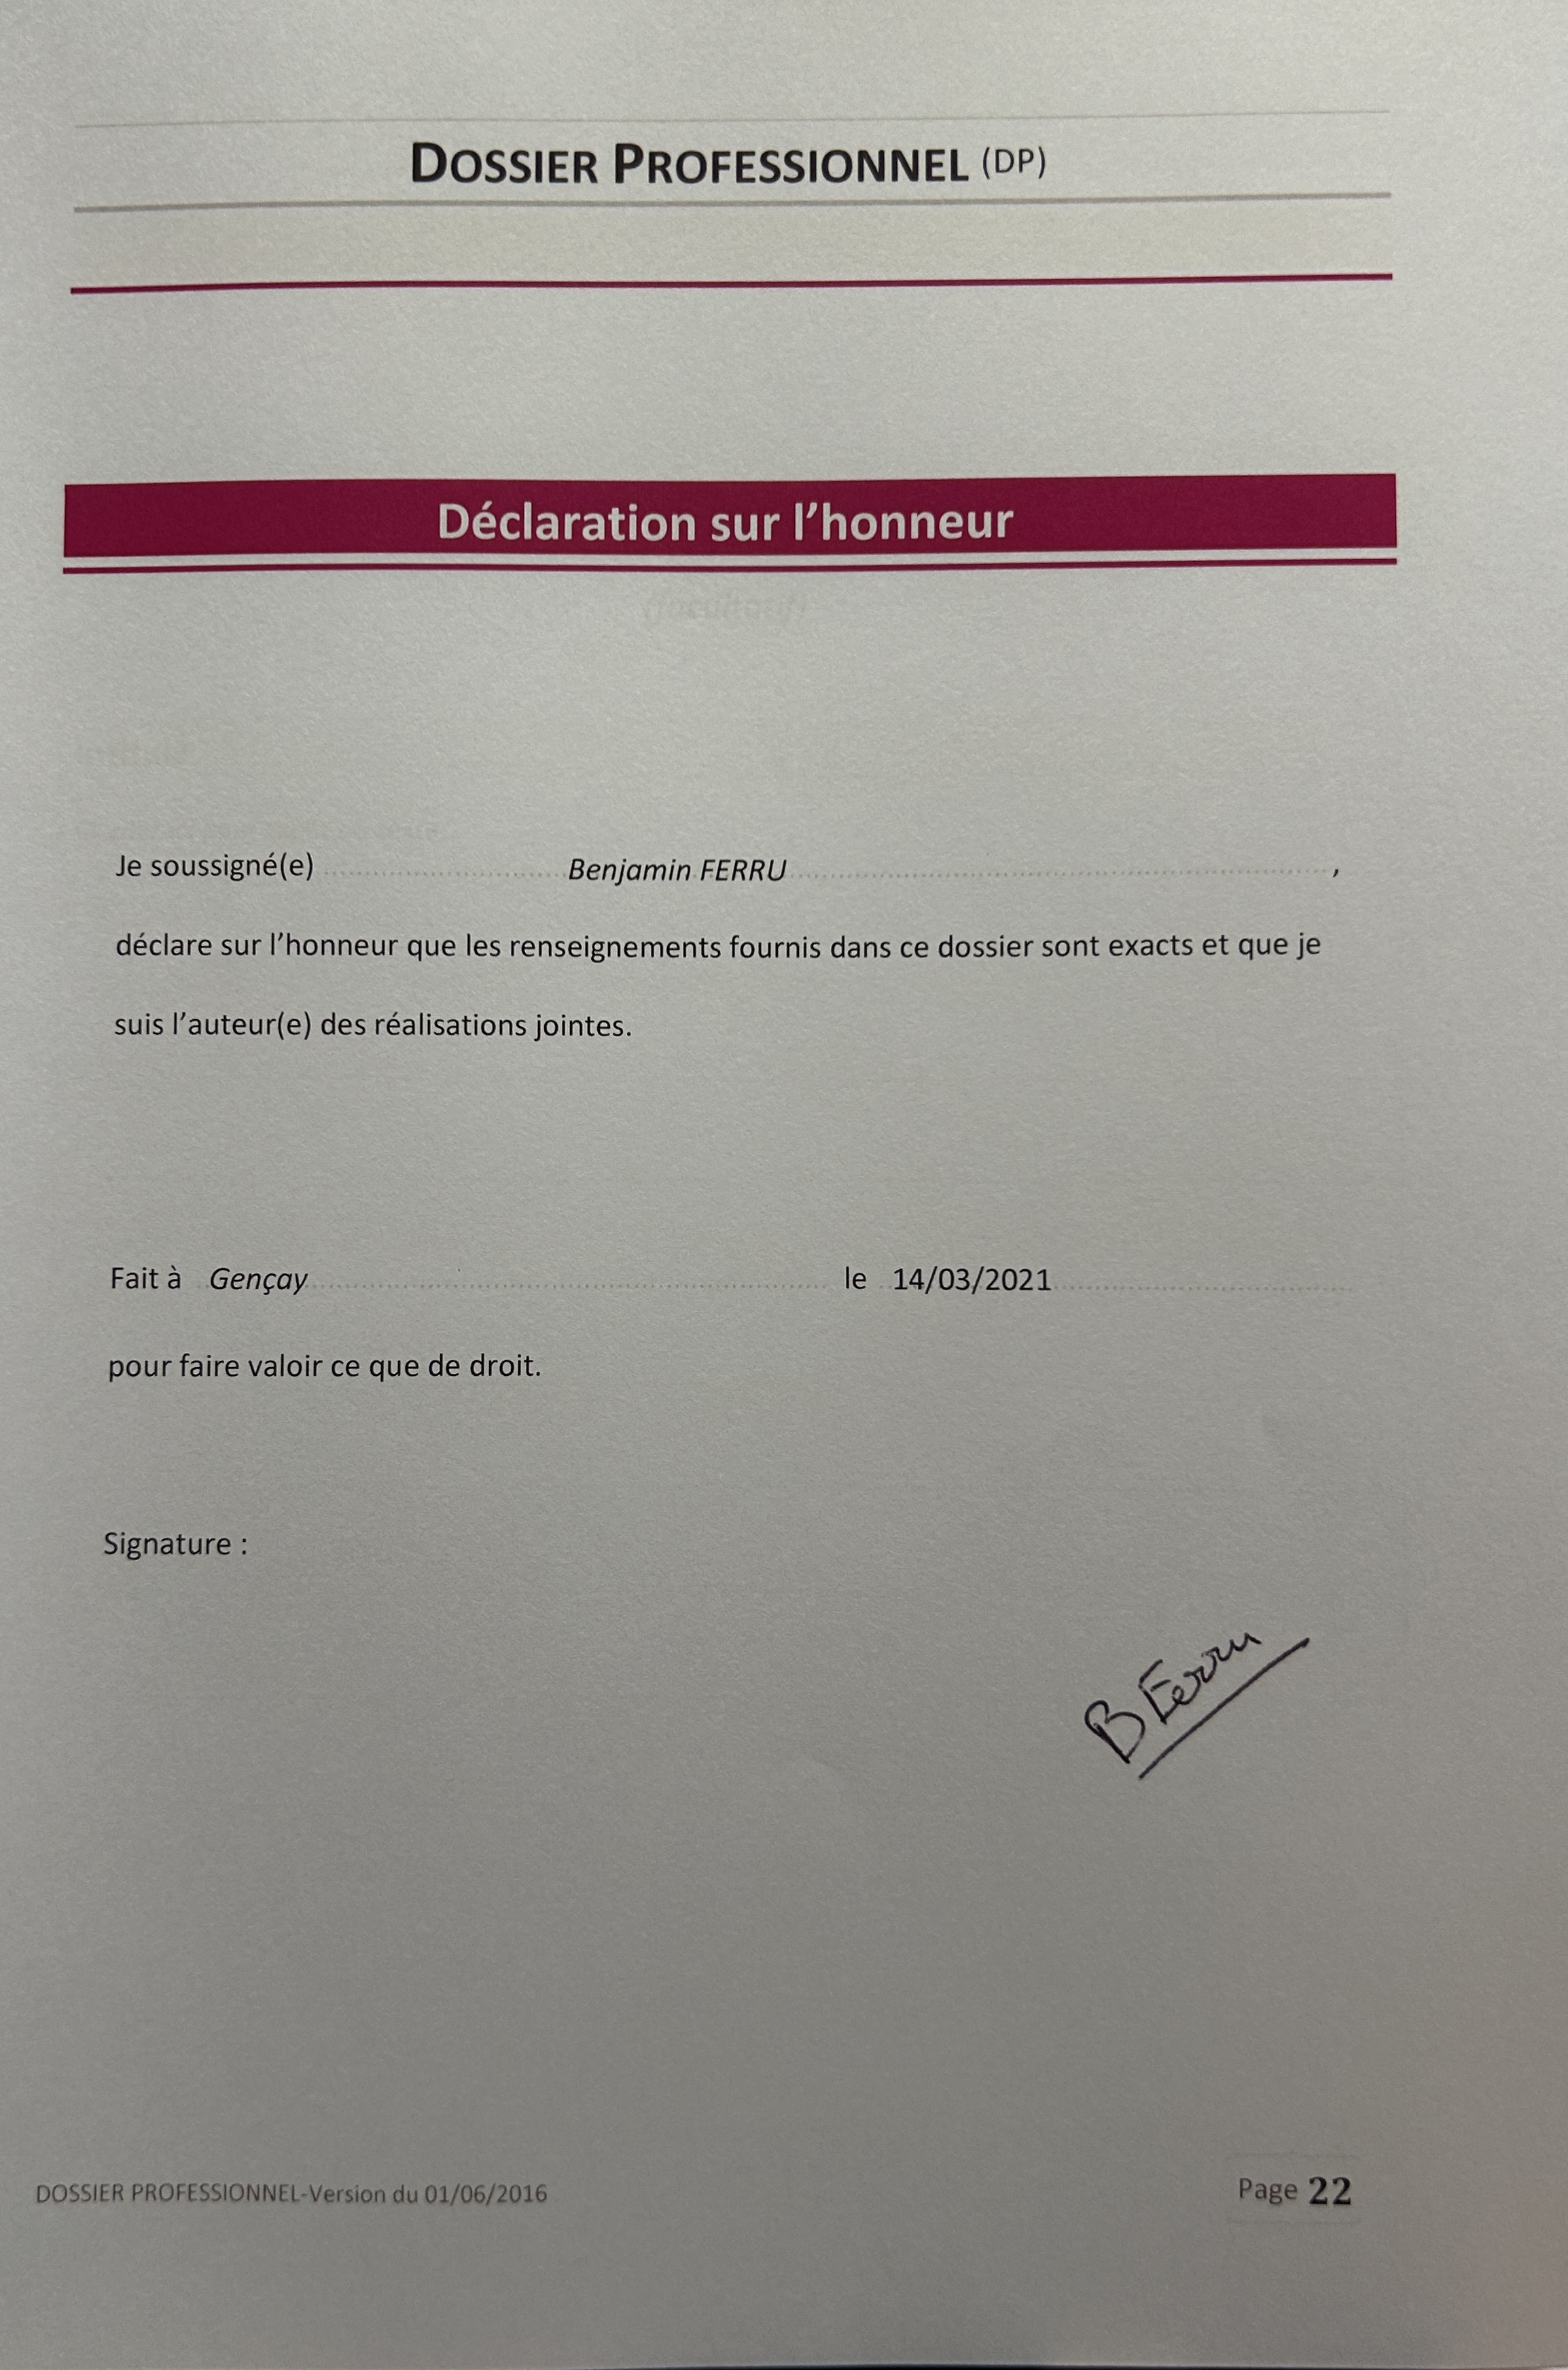 DOSSIER PROFESSIONNEL (DP)
Déclaration sur l’honneur
Je soussigné(e) Benjamin FERRU ,
déclare sur l’honneur que les renseignements fournis dans ce dossier sont exacts et que je
suis l’auteur(e) des réalisations jointes.
Fait à Gençay le 14/03/2021
pour faire valoir ce que de droit.
Signature :
B Ferru
DOSSIER PROFESSIONNEL-Version du 01/06/2016 Page 22